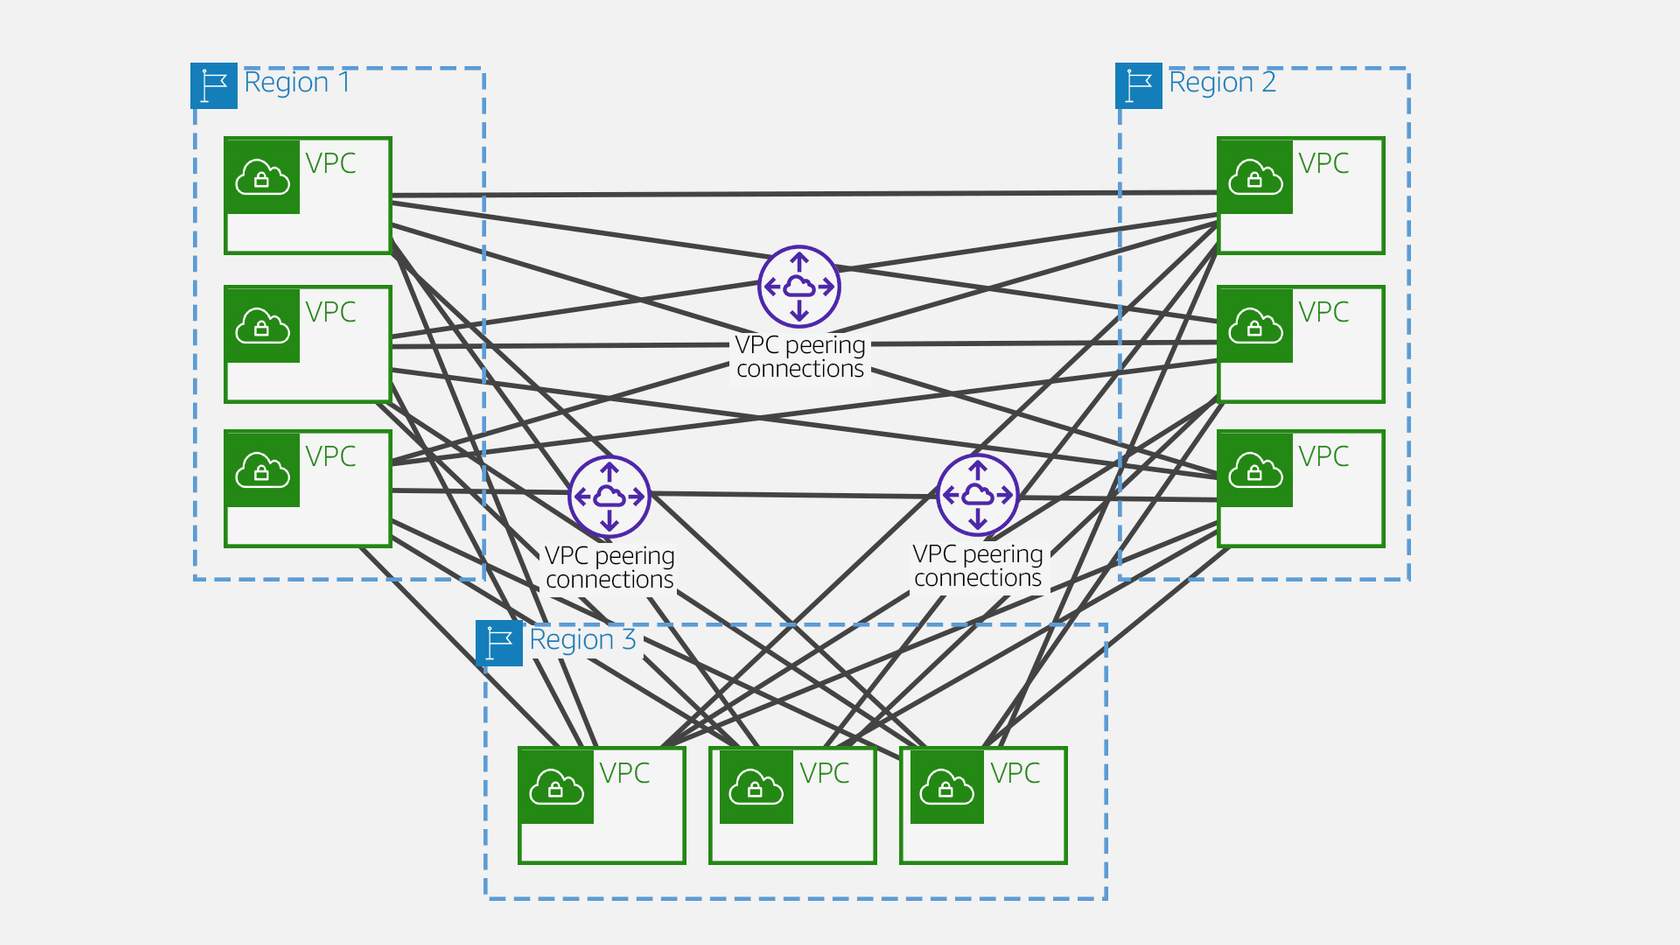 Region 1
Region 2
VPC
VPC
VPC
VPC
VPC
VPC
VPC peering
connections
VPC peering
connections
VPC peering
connections
Region 3
VPC
VPC
VPC